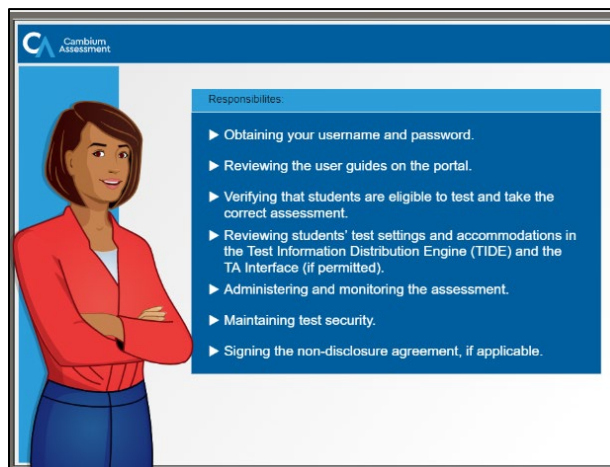 CA Cambium
Assessment
Responsibilites:
▶ Obtaining your username and password.
▶ Reviewing the user guides on the portal.
▶ Verifying that students are eligible to test and take the
correct assessment.
▶ Reviewing students' test settings and accommodations in
the Test Information Distribution Engine (TIDE) and the
TA Interface (if permitted).
▶ Administering and monitoring the assessment.
▶ Maintaining test security.
▶ Signing the non-disclosure agreement, if applicable.